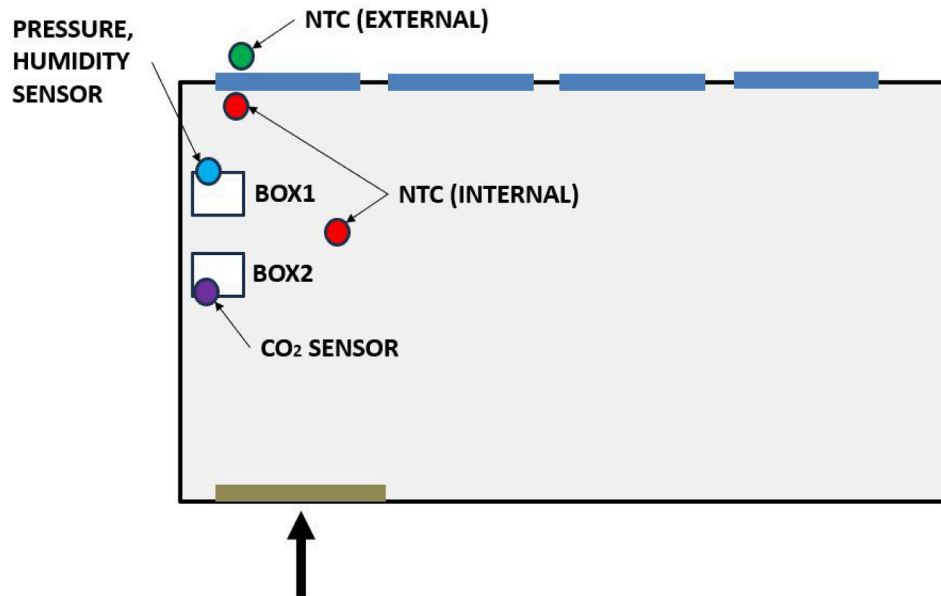 NTC (EXTERNAL)
PRESSURE,
HUMIDITY
SENSOR
BOX1
NTC (INTERNAL)
BOX2
CO₂ SENSOR